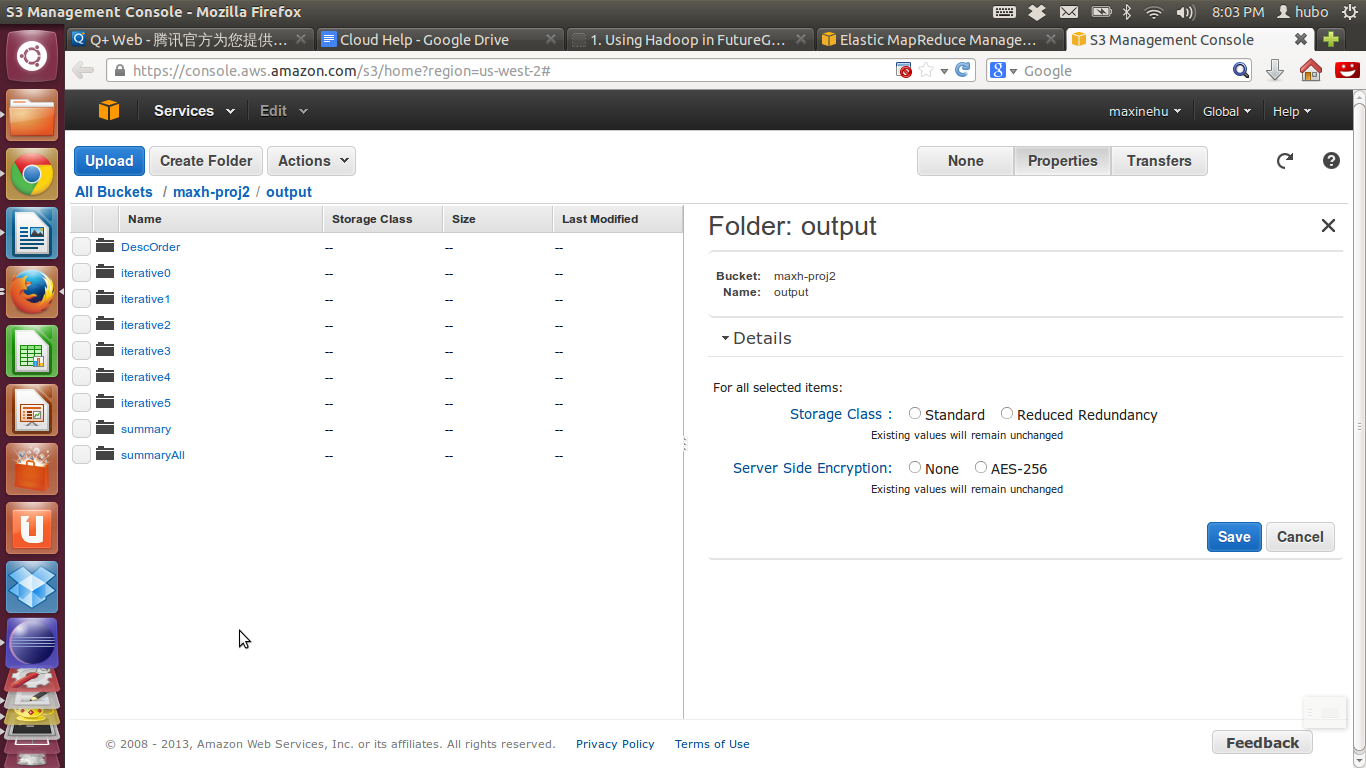 S3 Management Console - Mozilla Firefox
8:03 PM hubo
Q+ Web - 腾讯官方为您提供... Cloud Help - Google Drive 1. Using Hadoop in FutureG... Elastic MapReduce Manage... S3 Management Console
https://console.aws.amazon.com/s3/home?region=us-west-2# Google
Services Edit maxinehu Global Help
Upload Create Folder Actions None Properties Transfers
All Buckets / maxh-proj2 / output
Name Storage Class Size Last Modified
DescOrder -- -- --
iterative0 -- -- --
iterative1 -- -- --
iterative2 -- -- --
iterative3 -- -- --
iterative4 -- -- --
iterative5 -- -- --
summary -- -- --
summaryAll -- -- --
Folder: output
Bucket: maxh-proj2
Name: output
Details
For all selected items:
Storage Class : Standard Reduced Redundancy
Existing values will remain unchanged
Server Side Encryption: None AES-256
Existing values will remain unchanged
Save Cancel
© 2008 - 2013, Amazon Web Services, Inc. or its affiliates. All rights reserved. Privacy Policy Terms of Use Feedback